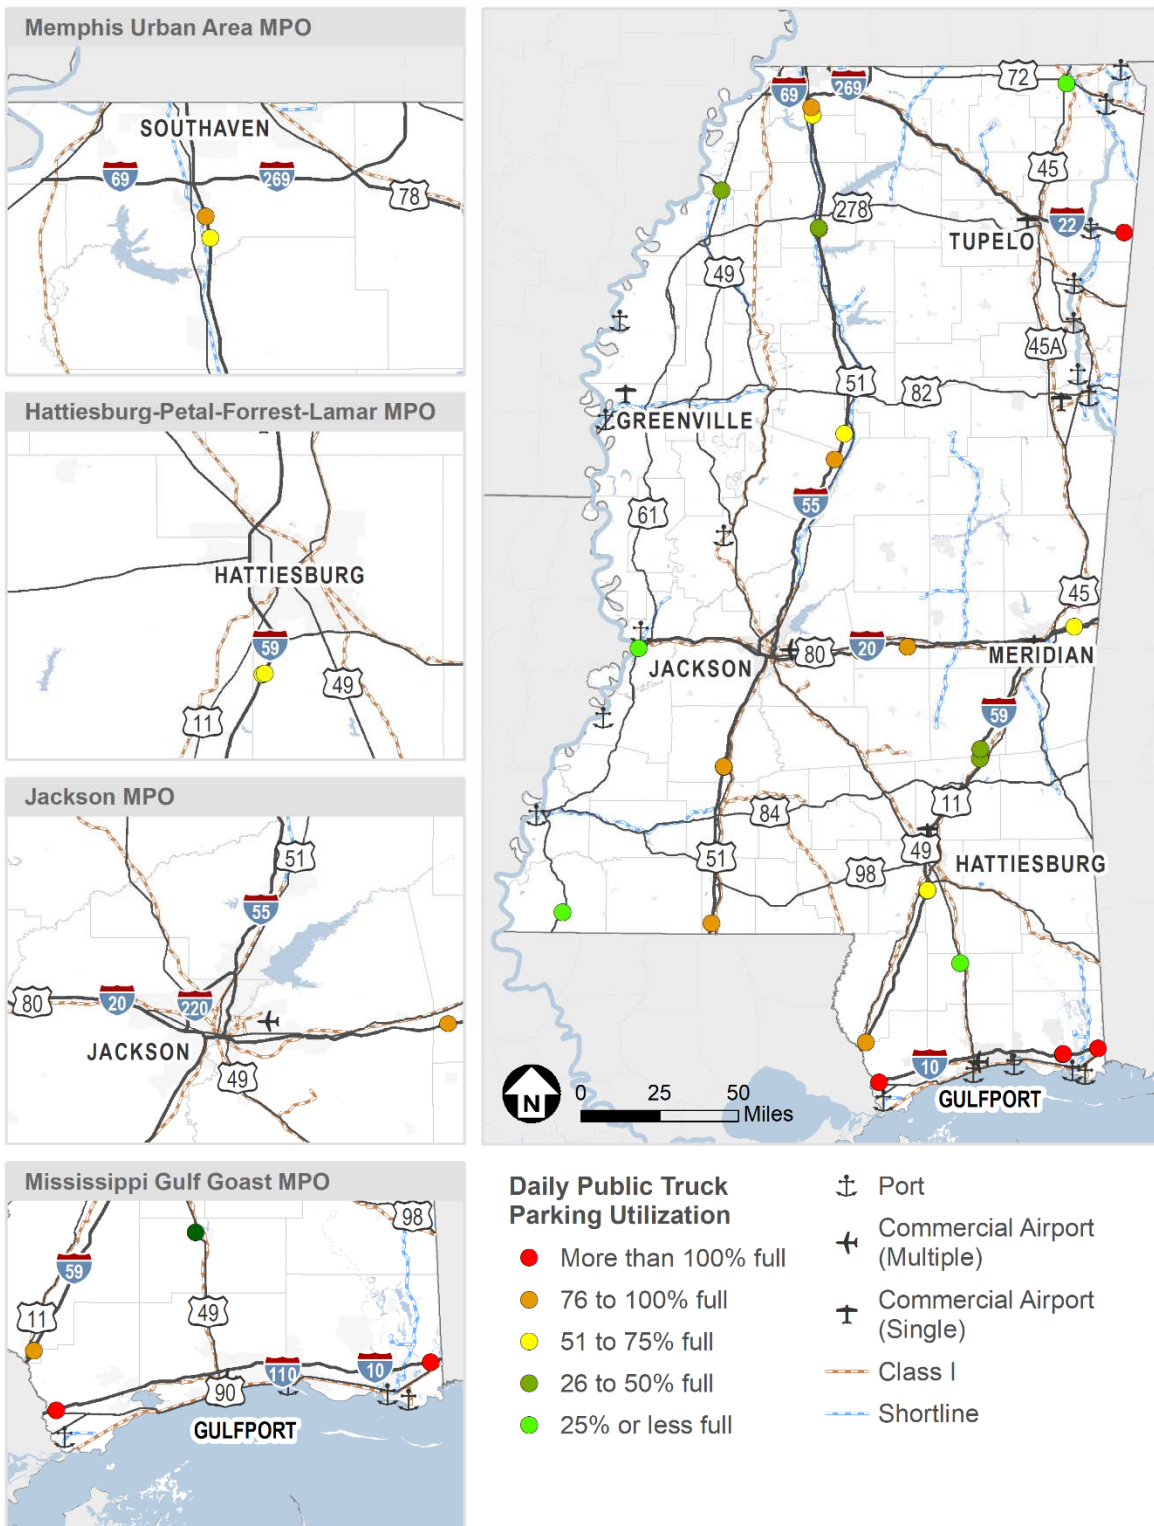 Memphis Urban Area MPO
SOUTHAVEN
69
269
78
Hattiesburg-Petal-Forrest-Lamar MPO
HATTIESBURG
59
49
11
Jackson MPO
51
55
80
20
220
JACKSON
49
Mississippi Gulf Goast MPO
98
59
11
49
110
10
90
GULFPORT
72
69
269
45
278
22
TUPELO
49
45A
51
82
GREENVILLE
61
55
45
80
20
MERIDIAN
JACKSON
59
11
84
49
51
98
HATTIESBURG
N
0 25 50
Miles
10
GULFPORT
Daily Public Truck
Parking Utilization
More than 100% full
76 to 100% full
51 to 75% full
26 to 50% full
25% or less full
Port
Commercial Airport
(Multiple)
Commercial Airport
(Single)
Class I
Shortline